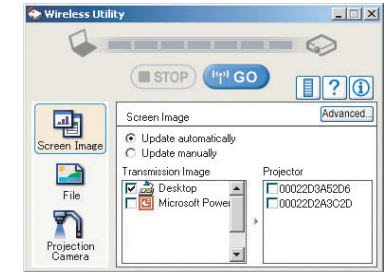 Wireless Utility
STOP
GO
?
i
Screen Image
Advanced...
Update automatically
Update manually
Transmission Image
Projector
Desktop
Microsoft Power
00022D3A52D6
00022D2A3C2D
Screen Image
File
Projection
Camera